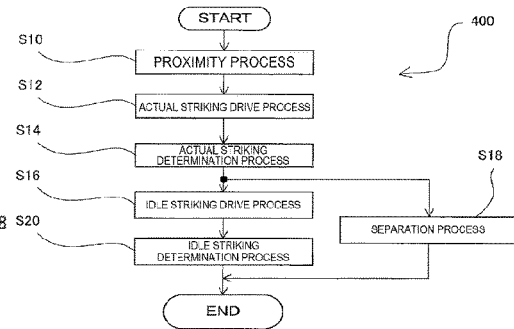 START
400
S10
PROXIMITY PROCESS
S12
ACTUAL STRIKING DRIVE PROCESS
S14
ACTUAL STRIKING
DETERMINATION PROCESS
S18
S16
IDLE STRIKING DRIVE PROCESS
SEPARATION PROCESS
8 S20
IDLE STRIKING
DETERMINATION PROCESS
END